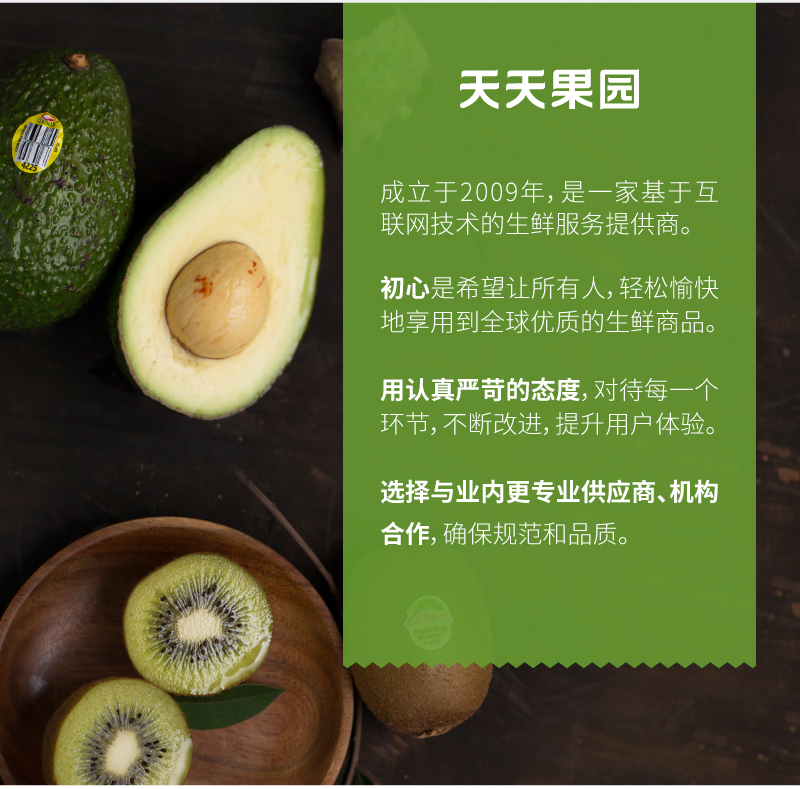 天天果园
成立于2009年，是一家基于互
联网技术的生鲜服务提供商。
初心是希望让所有人，轻松愉快
地享用到全球优质的生鲜商品。
用认真严苛的态度，对待每一个
环节，不断改进，提升用户体验。
选择与业内更专业供应商、机构
合作，确保规范和品质。
4225